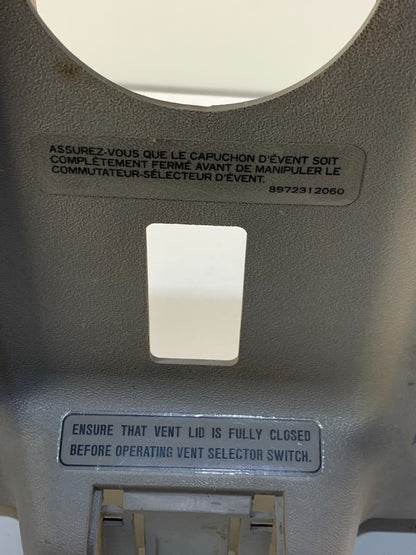 ASSUREZ-VOUS QUE LE CAPUCHON D'ÉVENT SOIT
COMPLÈTEMENT FERMÉ AVANT DE MANIPULER LE
COMMUTATEUR-SÉLECTEUR D'ÉVENT.
8972312060
ENSURE THAT VENT LID IS FULLY CLOSED
BEFORE OPERATING VENT SELECTOR SWITCH.